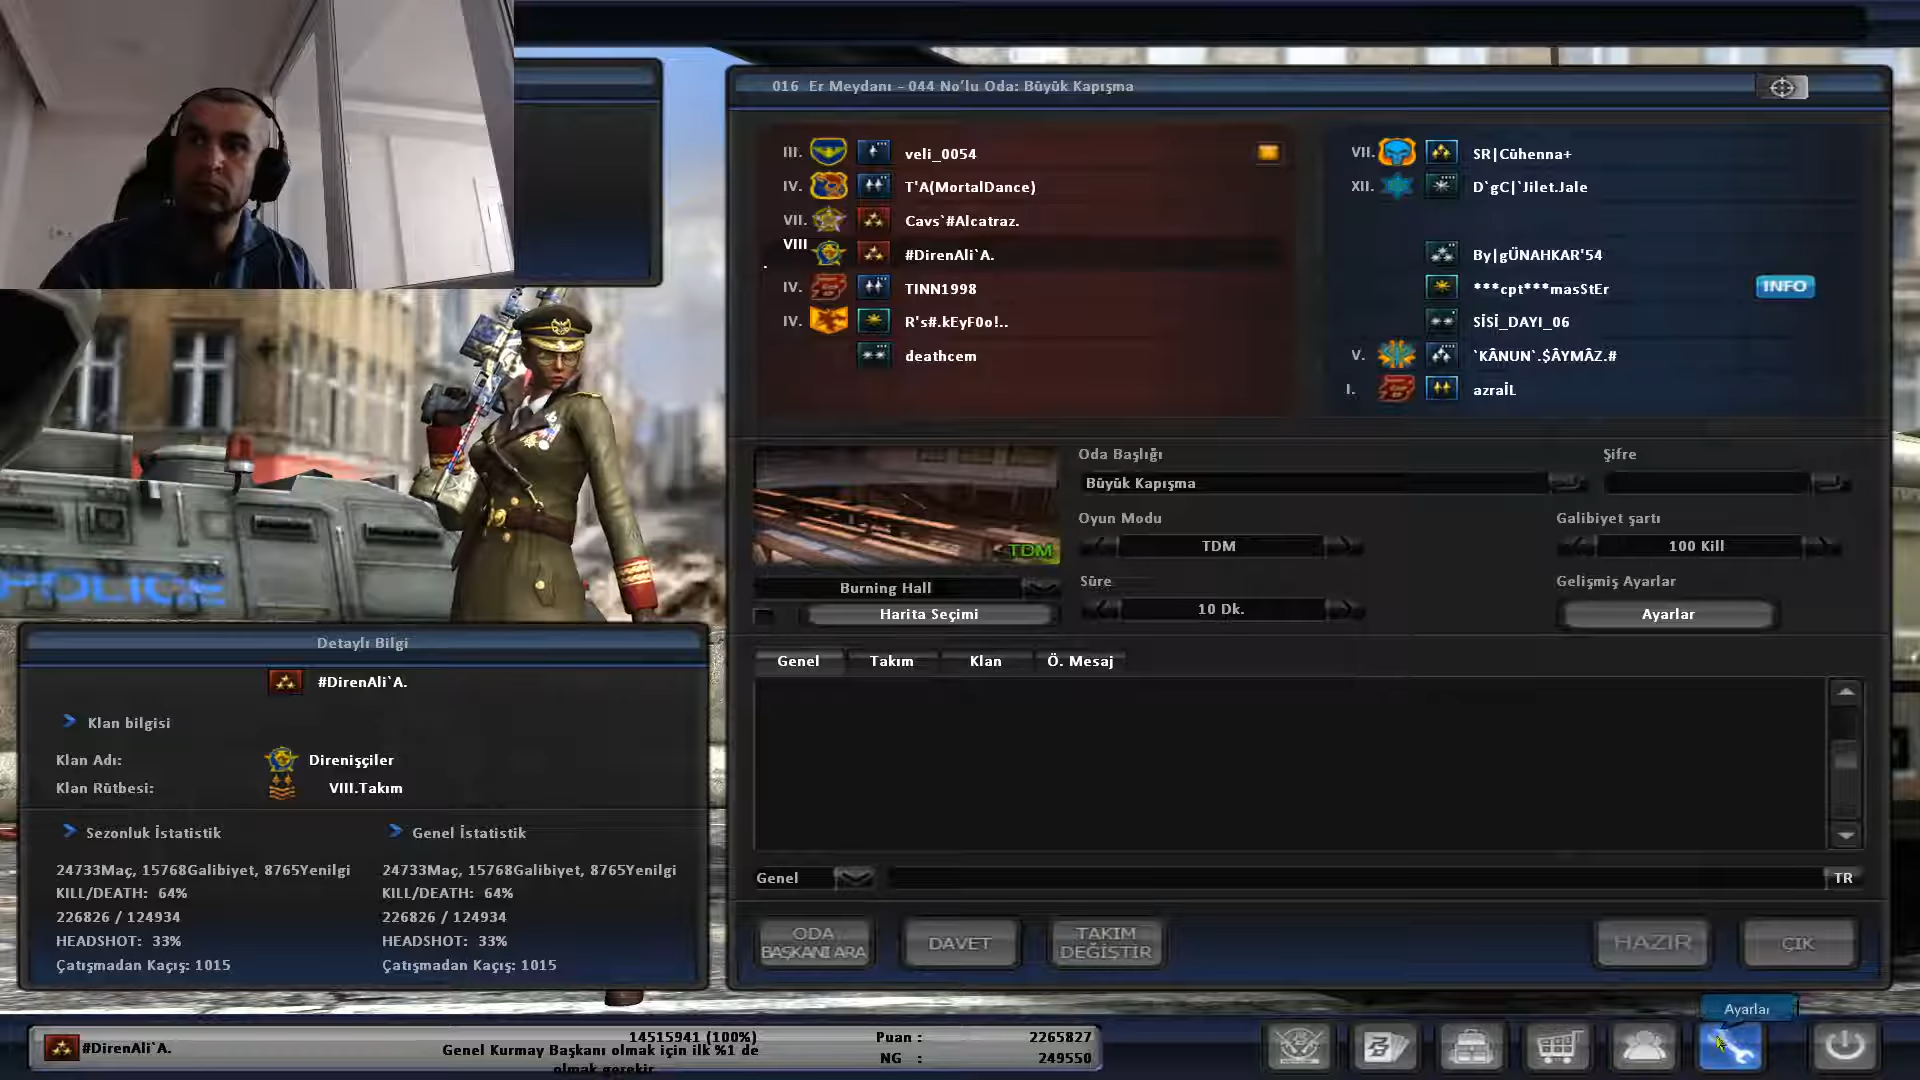 016 Er Meydanı - 044 No'lu Oda: Büyük Kapışma
III. veli_0054
IV. T'A(MortalDance)
VII. Cavs`#Alcatraz.
VIII. #DirenAli`A.
IV. TINN1998
IV. R's#.kEyF0o!..
deathcem
VII. SR|Cühenna+
XII. D`gC|`Jilet.Jale
By|gÜNAHKAR'54
***cpt***masStEr
INFO
SİSİ_DAYI_06
V. `KÂNUN`.$ÂYMÂZ.#
I. azraİL
TDM
Burning Hall
Harita Seçimi
Oda Başlığı
Şifre
Büyük Kapışma
Oyun Modu
Galibiyet şartı
TDM
100 Kill
Süre
Gelişmiş Ayarlar
10 Dk.
Ayarlar
POLICE
Detaylı Bilgi
#DirenAli`A.
Klan bilgisi
Klan Adı: Direnişçiler
Klan Rütbesi: VIII.Takım
Sezonluk İstatistik
24733Maç, 15768Galibiyet, 8765Yenilgi
KILL/DEATH: 64%
226826 / 124934
HEADSHOT: 33%
Çatışmadan Kaçış: 1015
Genel İstatistik
24733Maç, 15768Galibiyet, 8765Yenilgi
KILL/DEATH: 64%
226826 / 124934
HEADSHOT: 33%
Çatışmadan Kaçış: 1015
Genel Takım Klan Ö. Mesaj
Genel
TR
ODA BAŞKANI ARA
DAVET
TAKIM DEĞİŞTİR
HAZIR
ÇIK
Ayarlar
#DirenAli`A.
14515941 (100%)
Genel Kurmay Başkanı olmak için ilk %1 de
olmak gerekir
Puan : 2265827
NG : 249550